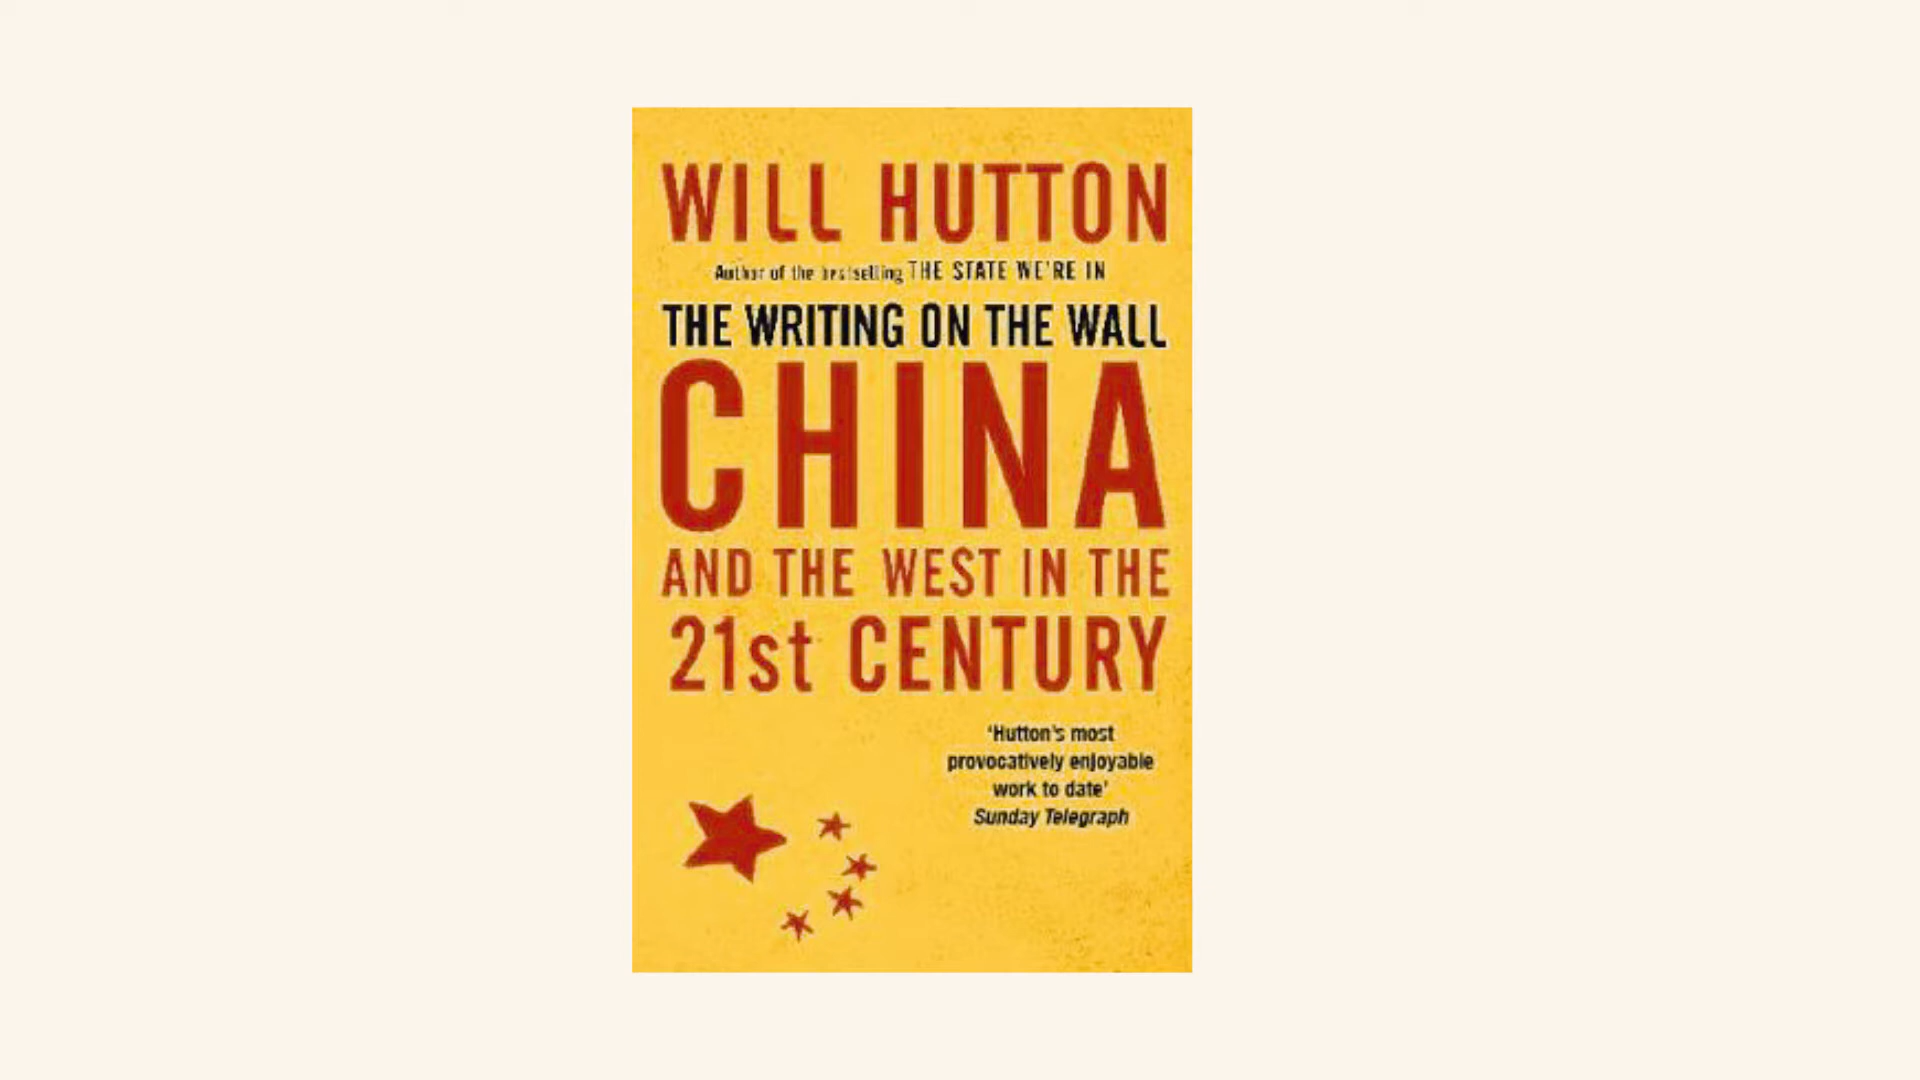 WILL HUTTON
Author of the bestselling THE STATE WE'RE IN
THE WRITING ON THE WALL
CHINA
AND THE WEST IN THE
21st CENTURY
‘Hutton’s most
provocatively enjoyable
work to date’
Sunday Telegraph